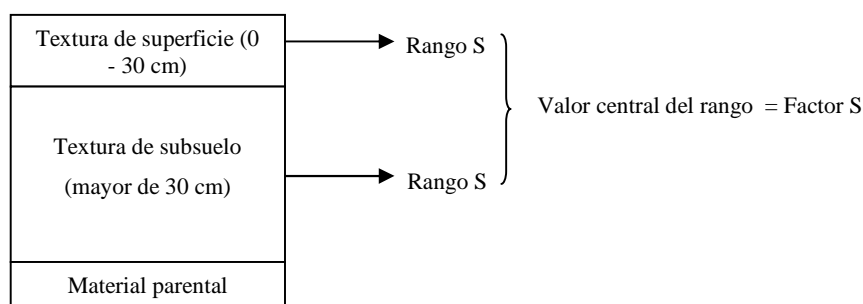 Textura de superficie (0
- 30 cm)
Rango S
Valor central del rango = Factor S
Textura de subsuelo
(mayor de 30 cm)
Rango S
Material parental